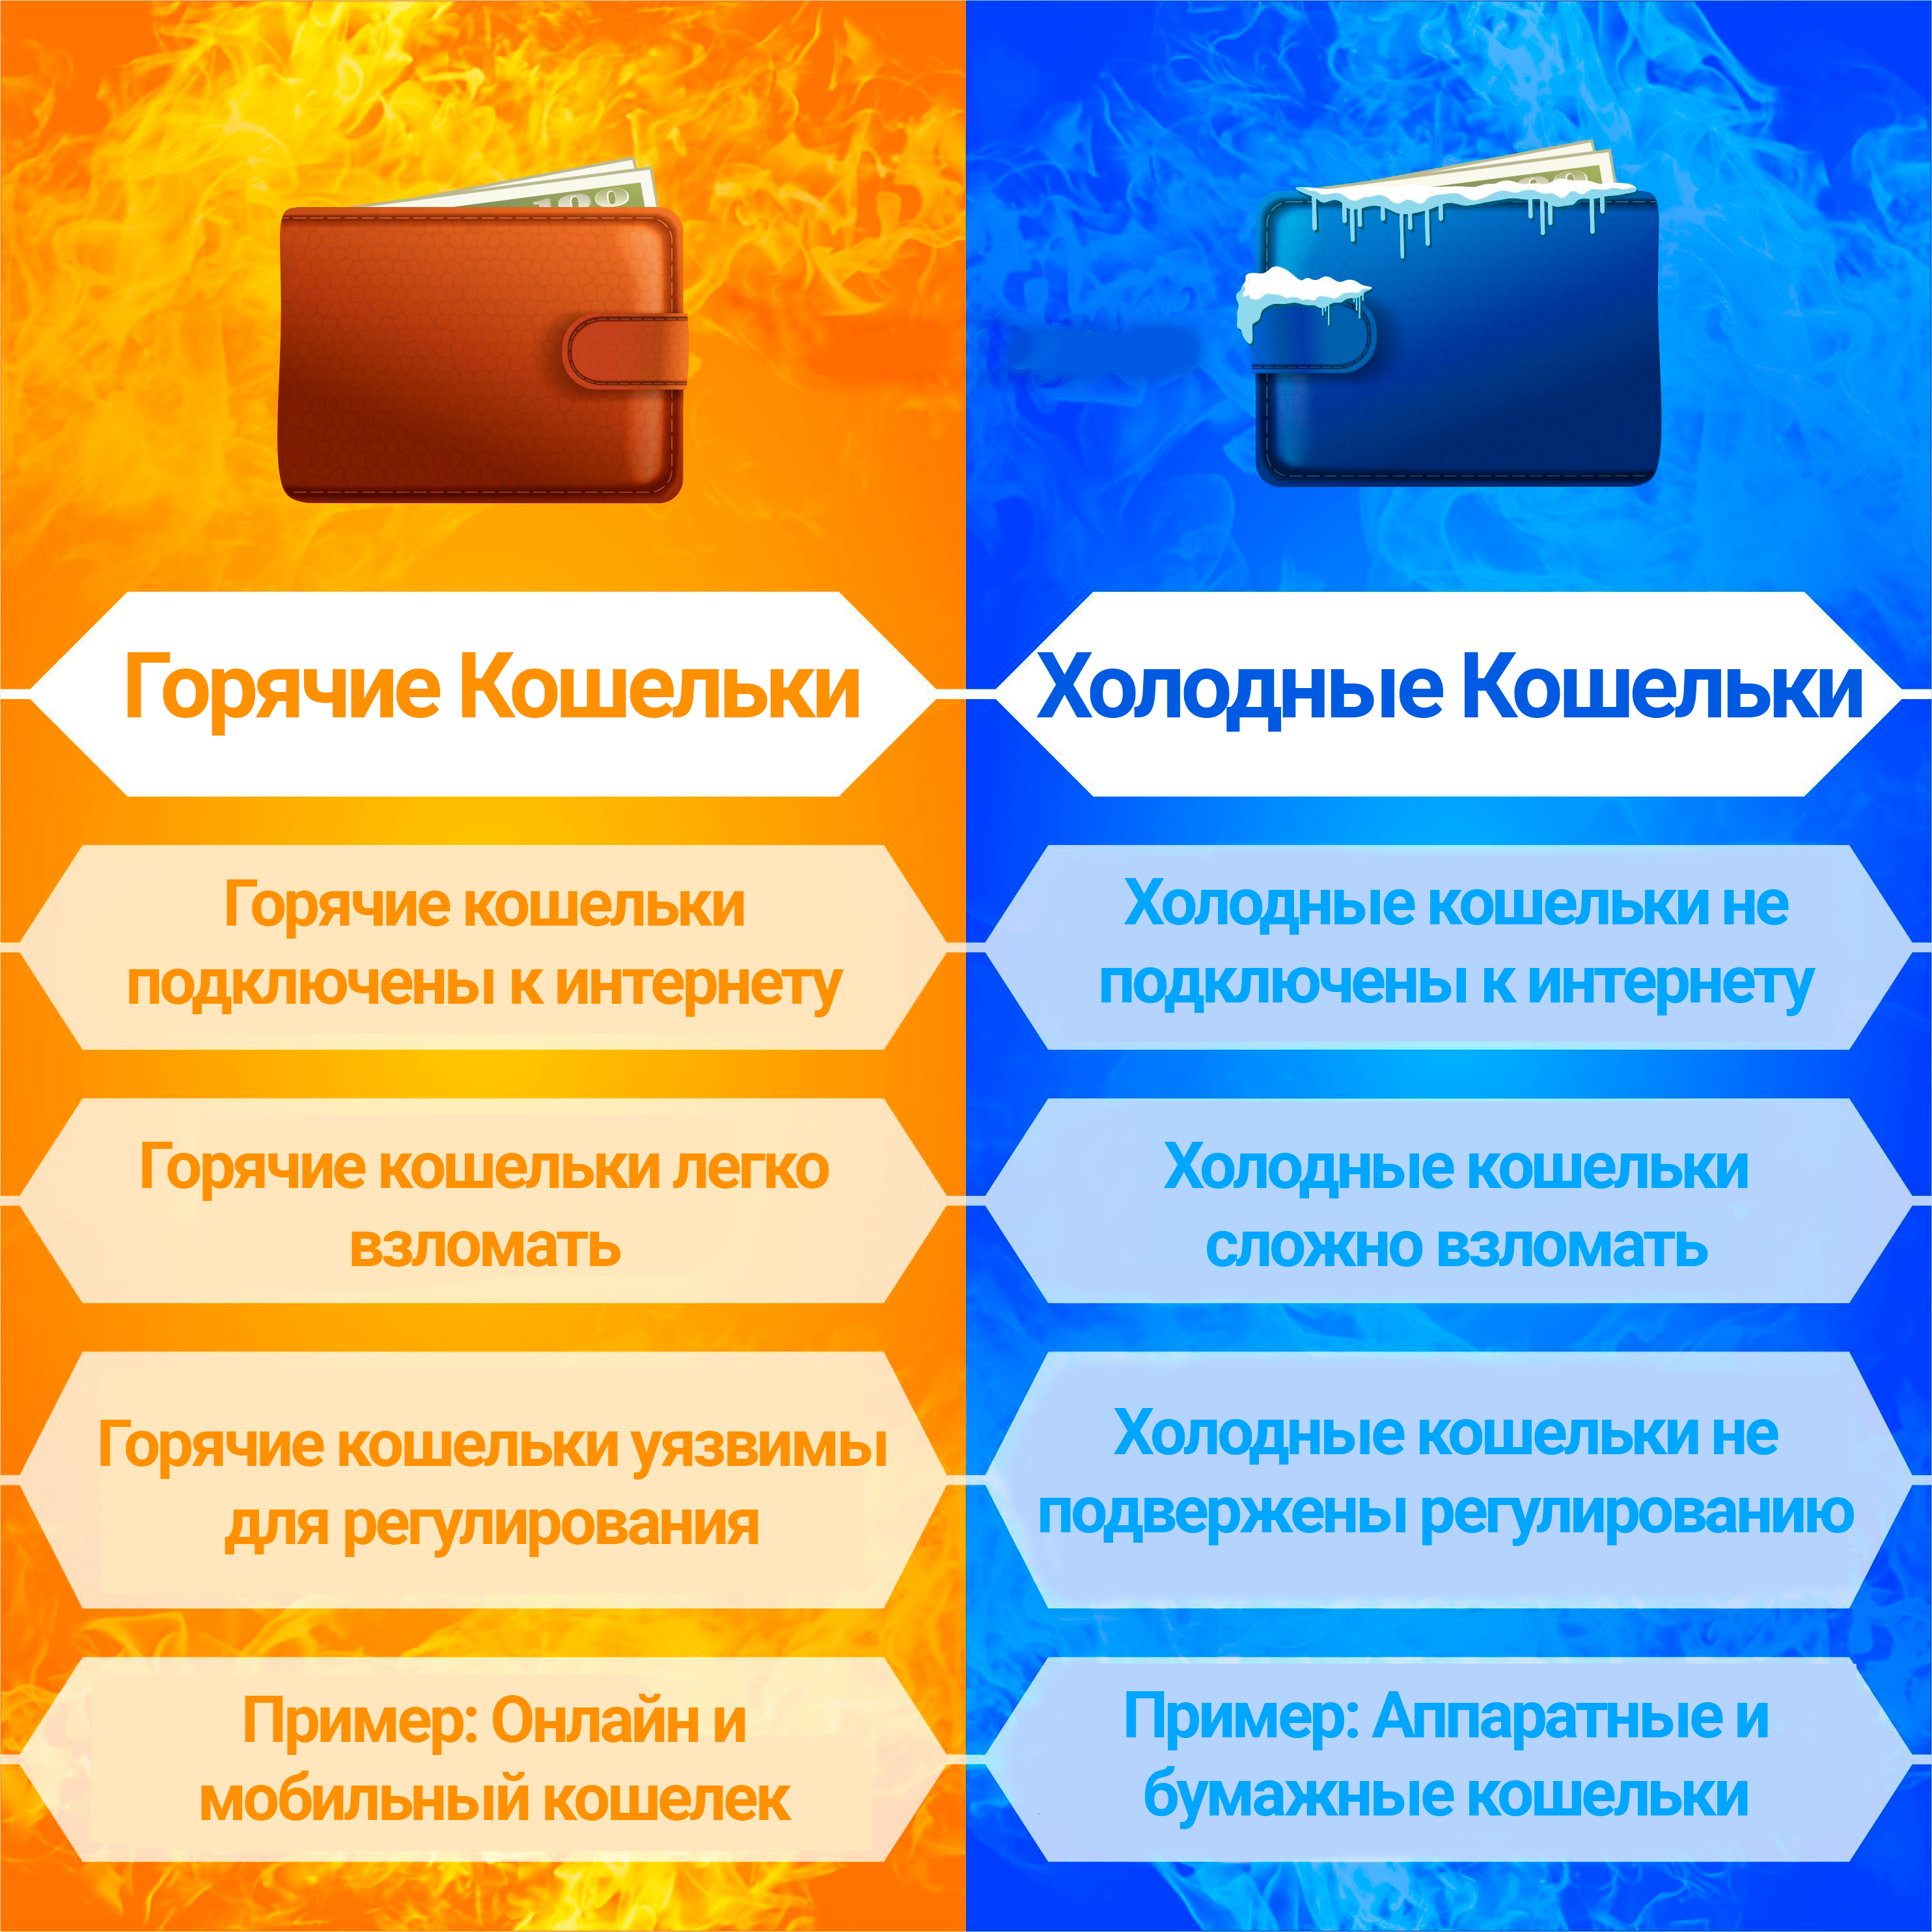 Горячие Кошельки
Горячие кошельки
подключены к интернету
Горячие кошельки легко
взломать
Горячие кошельки уязвимы
для регулирования
Пример: Онлайн и
мобильный кошелек
Холодные Кошельки
Холодные кошельки не
подключены к интернету
Холодные кошельки
сложно взломать
Холодные кошельки не
подвержены регулированию
Пример: Аппаратные и
бумажные кошельки